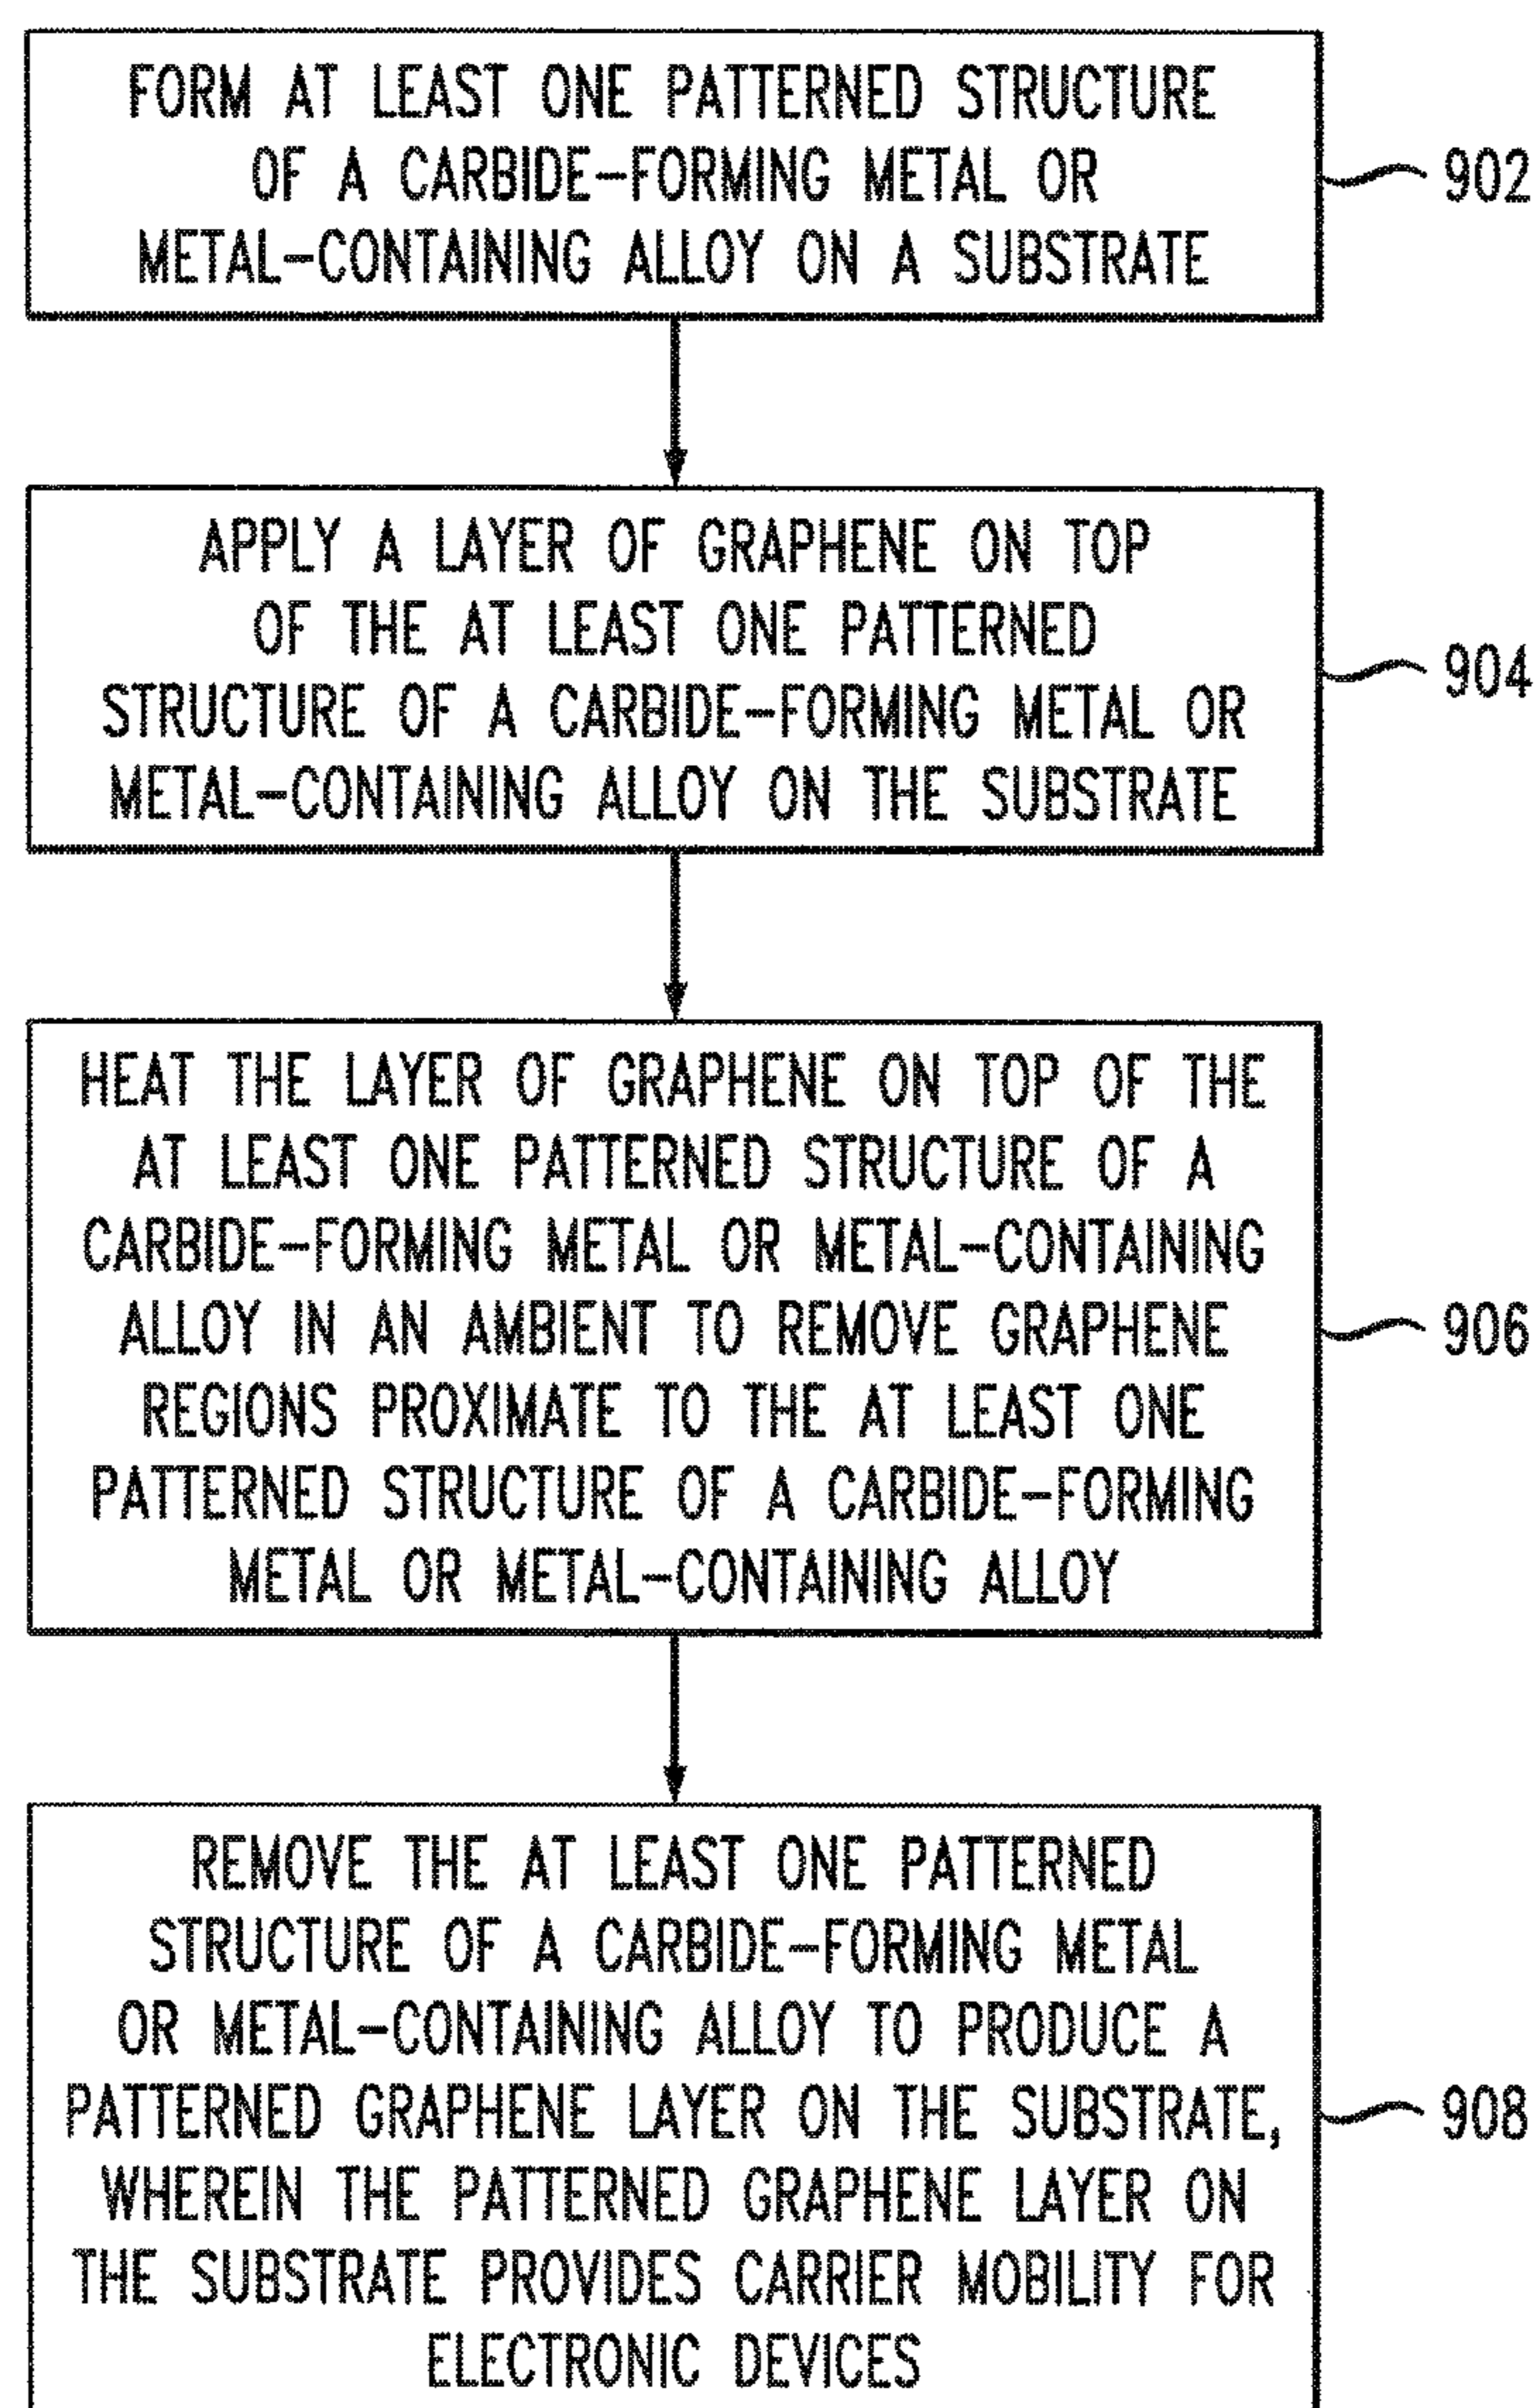 FORM AT LEAST ONE PATTERNED STRUCTURE
OF A CARBIDE-FORMING METAL OR
METAL-CONTAINING ALLOY ON A SUBSTRATE
902
APPLY A LAYER OF GRAPHENE ON TOP
OF THE AT LEAST ONE PATTERNED
STRUCTURE OF A CARBIDE-FORMING METAL OR
METAL-CONTAINING ALLOY ON THE SUBSTRATE
904
HEAT THE LAYER OF GRAPHENE ON TOP OF THE
AT LEAST ONE PATTERNED STRUCTURE OF A
CARBIDE-FORMING METAL OR METAL-CONTAINING
ALLOY IN AN AMBIENT TO REMOVE GRAPHENE
REGIONS PROXIMATE TO THE AT LEAST ONE
PATTERNED STRUCTURE OF A CARBIDE-FORMING
METAL OR METAL-CONTAINING ALLOY
906
REMOVE THE AT LEAST ONE PATTERNED
STRUCTURE OF A CARBIDE-FORMING METAL
OR METAL-CONTAINING ALLOY TO PRODUCE A
PATTERNED GRAPHENE LAYER ON THE SUBSTRATE,
WHEREIN THE PATTERNED GRAPHENE LAYER ON
THE SUBSTRATE PROVIDES CARRIER MOBILITY FOR
ELECTRONIC DEVICES
908